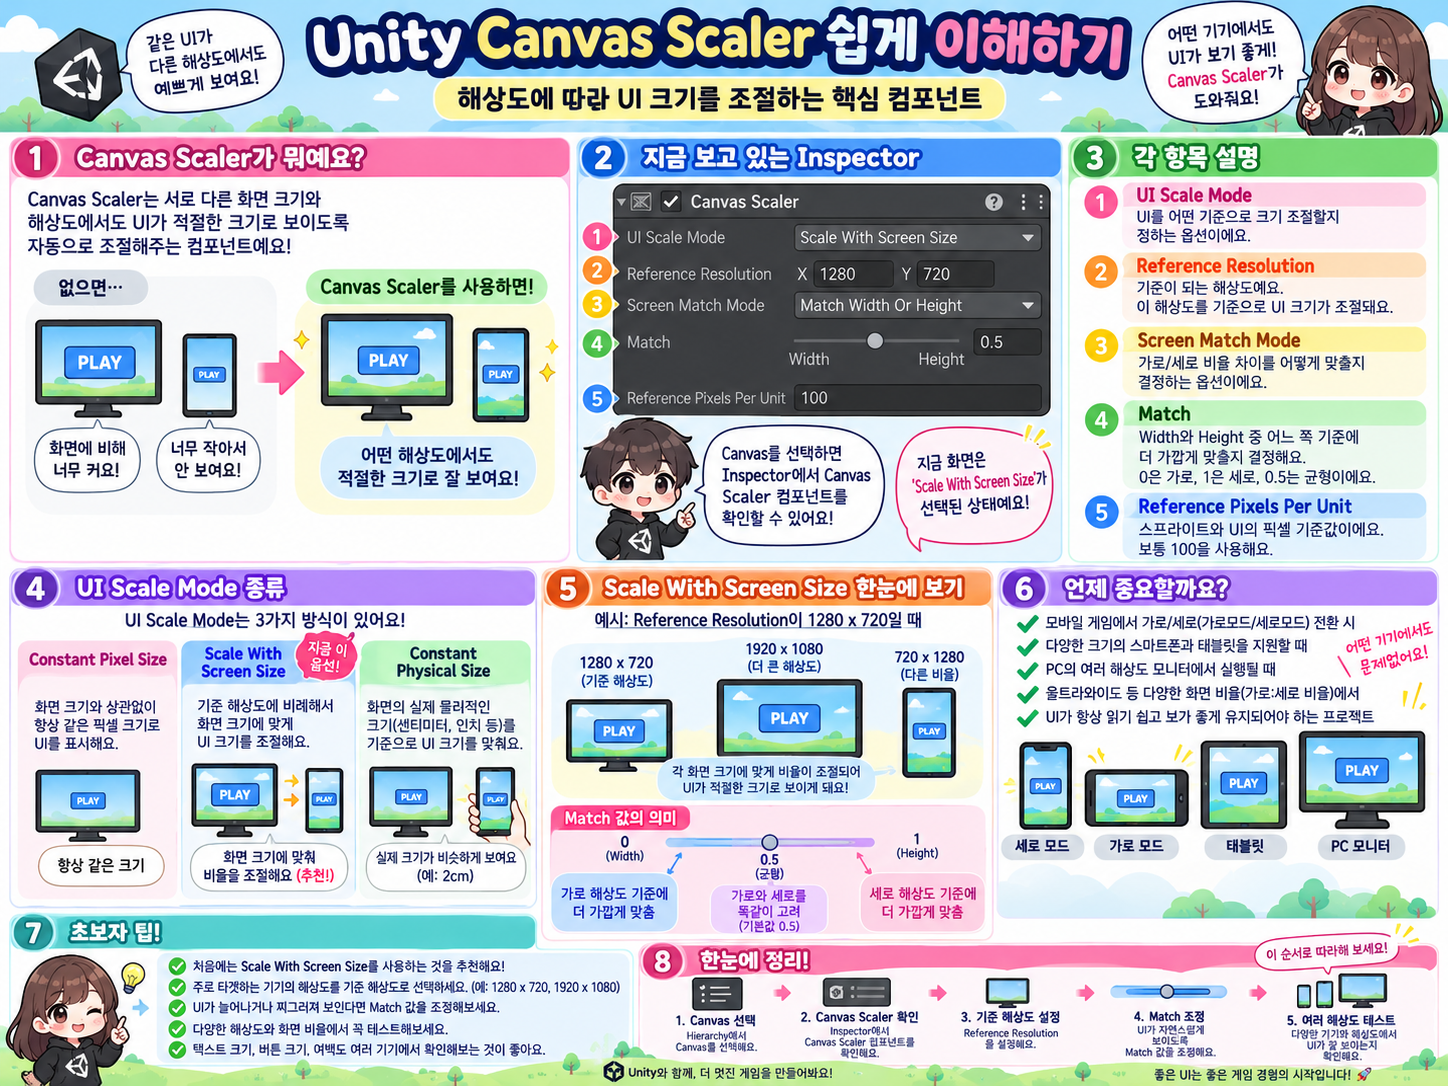 같은 UI가
다른 해상도에서도
예쁘게 보여요!
Unity Canvas Scaler 쉽게 이해하기
해상도에 따란 UI 크기를 조절하는 핵심 컴포넌트
어떤 기기에서도
UI가 보기 좋게!
Canvas Scaler가
도와줘요!
1 Canvas Scaler가 뭐예요?
Canvas Scaler는 서로 다른 화면 크기와
해상도에서도 UI가 적절한 크기로 보이도록
자동으로 조절해주는 컴포넌트예요!
없으면…
PLAY
PLAY
화면에 비해
너무 커요!
너무 작아서
안 보여요!
Canvas Scaler를 사용하면!
PLAY
PLAY
어떤 해상도에서도
적절한 크기로 잘 보여요!
2 지금 보고 있는 Inspector
Canvas Scaler
1 UI Scale Mode Scale With Screen Size
2 Reference Resolution X 1280 Y 720
3 Screen Match Mode Match Width Or Height
4 Match 0.5
Width Height
5 Reference Pixels Per Unit 100
Canvas를 선택하면
Inspector에서 Canvas
Scaler 컴포넌트를
확인할 수 있어요!
지금 화면은
'Scale With Screen Size'가
선택된 상태예요!
3 각 항목 설명
1 UI Scale Mode
UI를 어떤 기준으로 크기 조절할지
정하는 옵션이에요.
2 Reference Resolution
기준이 되는 해상도예요.
이 해상도를 기준으로 UI 크기가 조절돼요.
3 Screen Match Mode
가로/세로 비율 차이를 어떻게 맞출지
결정하는 옵션이에요.
4 Match
Width와 Height 중 어느 쪽 기준에
더 가깝게 맞출지 결정해요.
0은 가로, 1은 세로, 0.5는 균형이에요.
5 Reference Pixels Per Unit
스프라이트와 UI의 픽셀 기준값이에요.
보통 100을 사용해요.
4 UI Scale Mode 종류
UI Scale Mode는 3가지 방식이 있어요!
Constant Pixel Size
화면 크기와 상관없이
항상 같은 픽셀 크기로
UI를 표시해요.
PLAY
항상 같은 크기
Scale With
Screen Size
지금 이
옵션!
기준 해상도에 비례해서
화면 크기에 맞게
UI 크기를 조절해요.
PLAY
PLAY
화면 크기에 맞춰
비율을 조절해요 (추천!)
Constant
Physical Size
화면의 실제 물리적인
크기(센티미터, 인치 등)를
기준으로 UI 크기를 맞춰요.
PLAY
PLAY
실제 크기가 비슷하게 보여요
(예: 2cm)
5 Scale With Screen Size 한눈에 보기
예시: Reference Resolution이 1280 x 720일 때
1280 x 720
(기준 해상도)
PLAY
1920 x 1080
(더 큰 해상도)
PLAY
720 x 1280
(다른 비율)
PLAY
각 화면 크기에 맞게 비율이 조절되어
UI가 적절한 크기로 보이게 돼요!
Match 값의 의미
0
(Width)
0.5
1
(Height)
가로 해상도 기준에
더 가깝게 맞춤
가로와 세로를
똑같이 고려
(기본값 0.5)
세로 해상도 기준에
더 가깝게 맞춤
6 언제 중요할까요?
모바일 게임에서 가로/세로(가로모드/세로모드) 전환 시
다양한 크기의 스마트폰과 태블릿을 지원할 때
PC의 여러 해상도 모니터에서 실행될 때
울트라와이드 등 다양한 화면 비율(가로:세로 비율)에서
UI가 항상 읽기 쉽고 보가 좋게 유지되어야 하는 프로젝트
어떤 기기에서도
문제없어요!
PLAY
PLAY
PLAY
PLAY
세로 모드
가로 모드
태블릿
PC 모니터
7 초보자 팁!
처음에는 Scale With Screen Size를 사용하는 것을 추천해요!
주로 타겟하는 기기의 해상도를 기준 해상도로 선택하세요. (예: 1280 x 720, 1920 x 1080)
UI가 늘어나거나 찌그러져 보인다면 Match 값을 조정해보세요.
다양한 해상도와 화면 비율에서 꼭 테스트해보세요.
택스트 크기, 버튼 크기, 여백도 여러 기기에서 확인해보는 것이 좋아요.
8 한눈에 정리!
이 순서로 따라해 보세요!
1. Canvas 선택
Hierarchy에서
Canvas를 선택해요.
2. Canvas Scaler 확인
Inspector에서
Canvas Scaler
확인해요.
3. 기준 해상도 설정
Reference Resolution
을 설정해요.
4. Match 조정
UI가
보이도록
Match 값을 조정해요.
5. 여러 해상도 테스트
다양한 기기와
UI가 잘 보이는지
확인해요.
Unity와 함께, 더 멋진 게임을 만들어봐요!
좋은 UI는 좋은 게임 경험의 시작입니다!